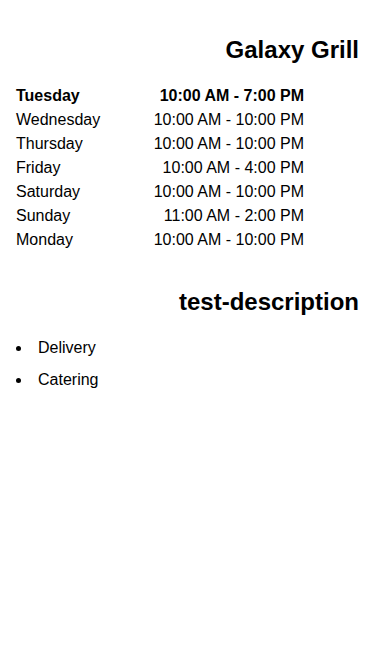 Galaxy Grill
Tuesday 10:00 AM - 7:00 PM
Wednesday 10:00 AM - 10:00 PM
Thursday 10:00 AM - 10:00 PM
Friday 10:00 AM - 4:00 PM
Saturday 10:00 AM - 10:00 PM
Sunday 11:00 AM - 2:00 PM
Monday 10:00 AM - 10:00 PM
test-description
• Delivery
• Catering